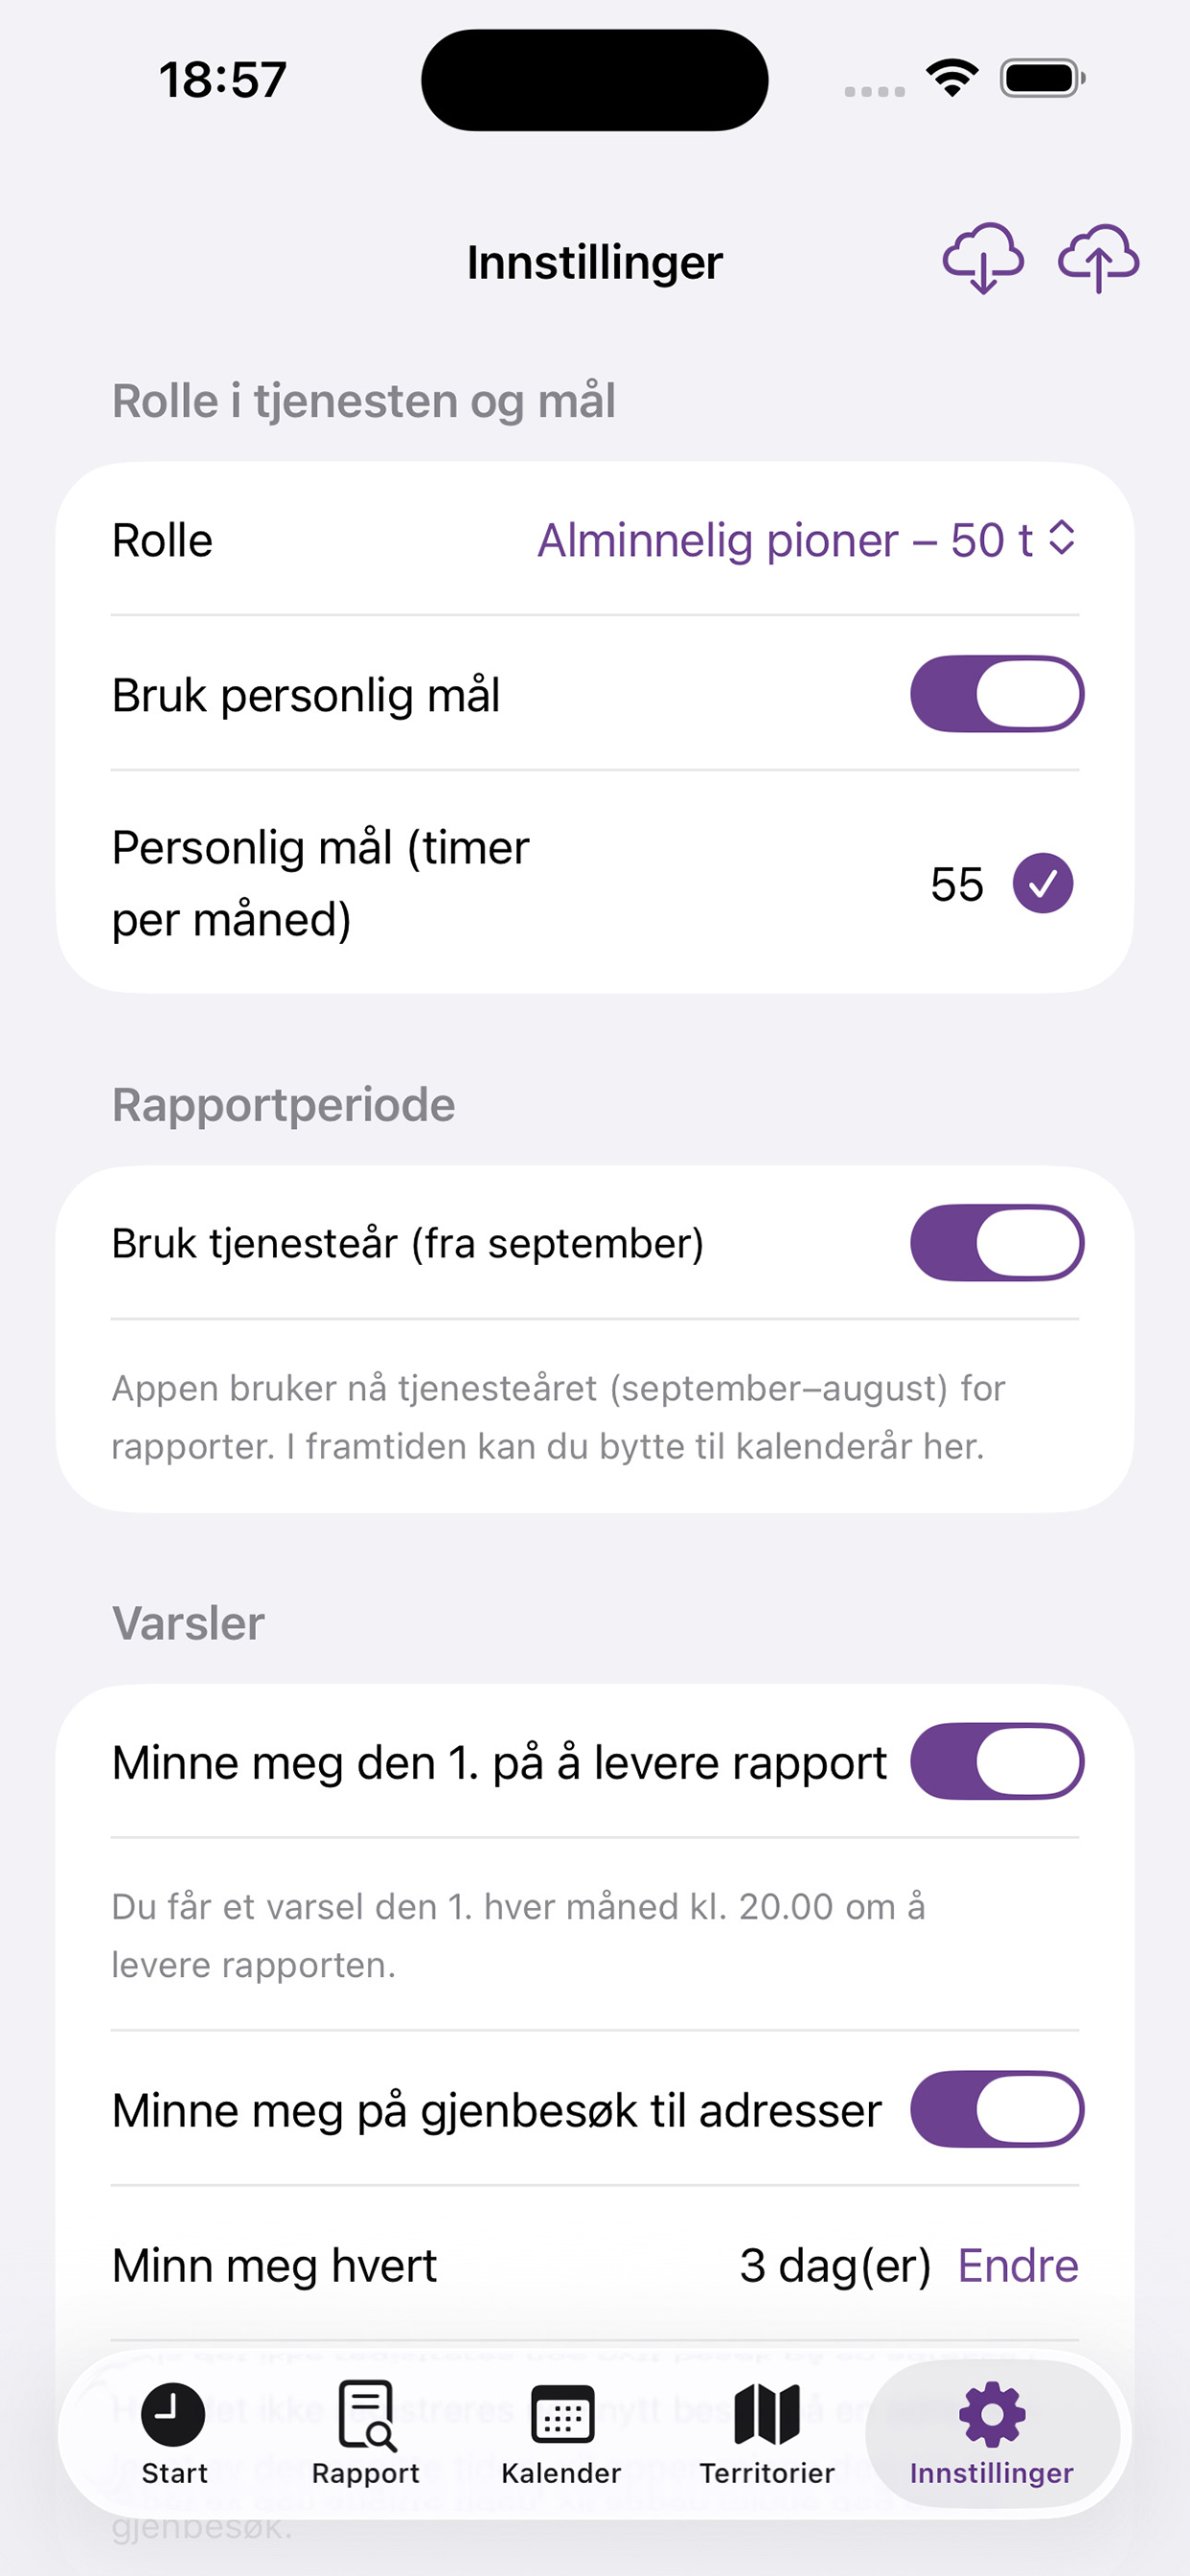 18:57
Innstillinger
Rolle i tjenesten og mål
Rolle
Alminnelig pioner – 50 t
Bruk personlig mål
Personlig mål (timer
per måned)
55
Rapportperiode
Bruk tjenesteår (fra september)
Appen bruker nå tjenesteåret (september–august) for
rapporter. I framtiden kan du bytte til kalenderår her.
Varsler
Minne meg den 1. på å levere rapport
Du får et varsel den 1. hver måned kl. 20.00 om å
levere rapporten.
Minne meg på gjenbesøk til adresser
Minn meg hvert
3 dag(er) Endre
Start
Rapport
Kalender
Territorier
Innstillinger
gjenbesøk.